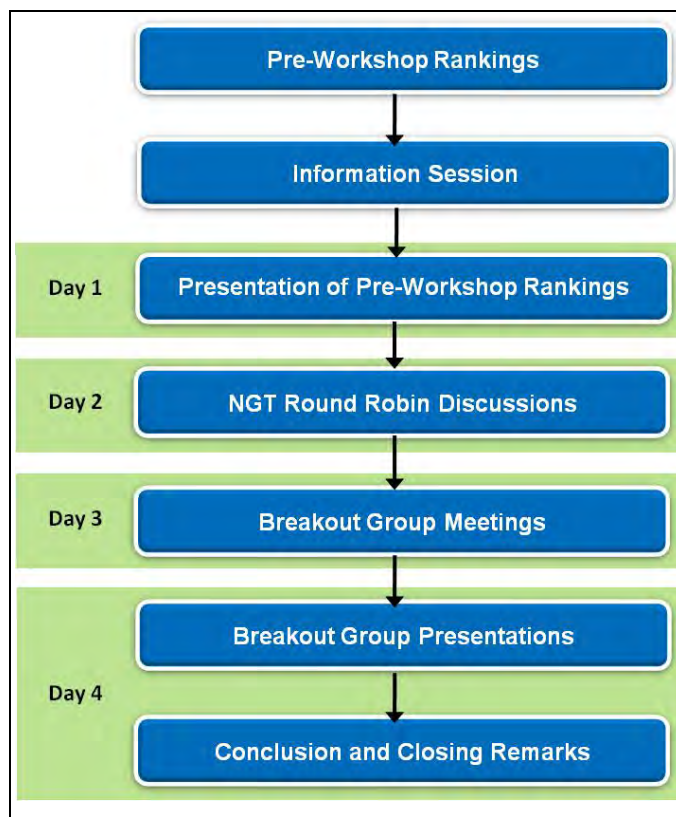 Pre-Workshop Rankings
Information Session
Day 1
Presentation of Pre-Workshop Rankings
Day 2
NGT Round Robin Discussions
Day 3
Breakout Group Meetings
Day 4
Breakout Group Presentations
Conclusion and Closing Remarks